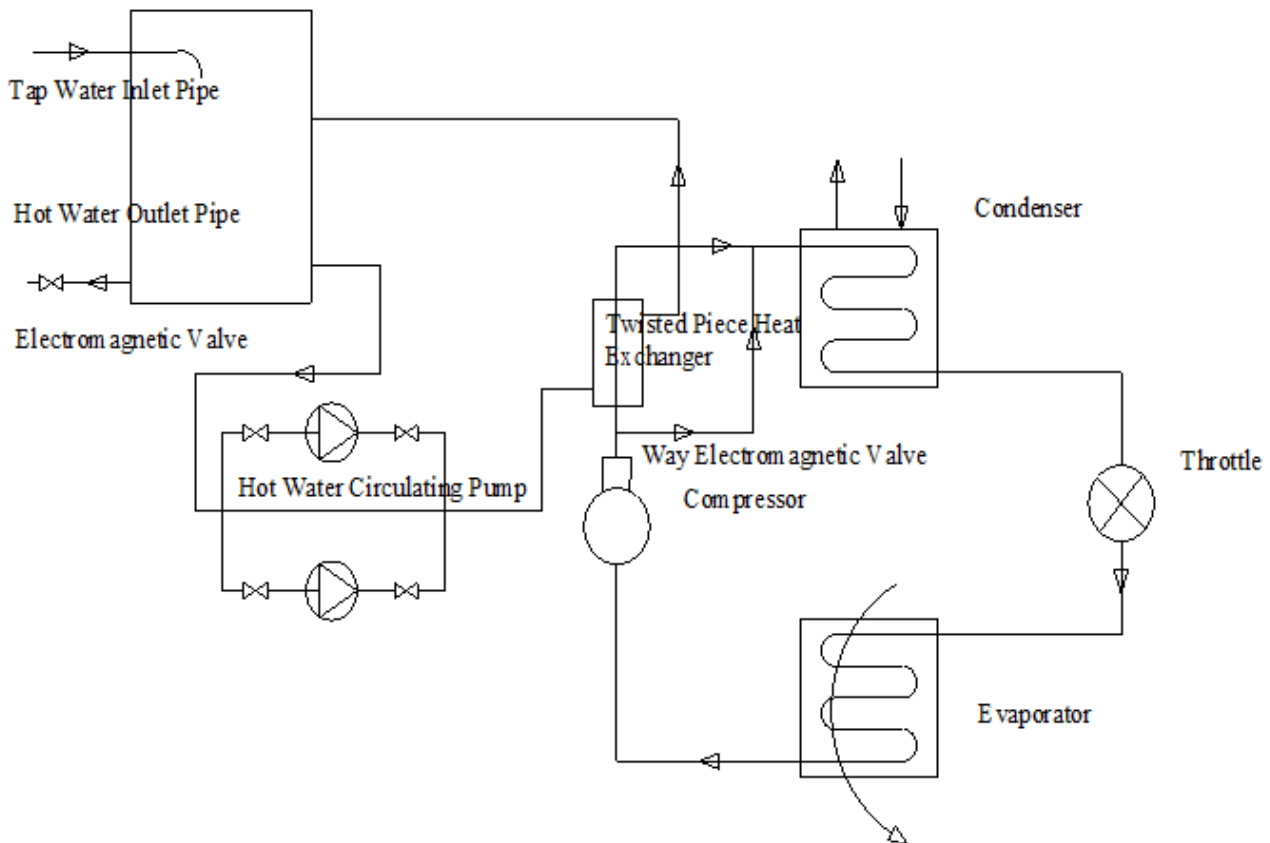 Tap Water Inlet Pipe
Hot Water Outlet Pipe
Condenser
Electromagnetic Valve
Twisted Piece Heat
Exchanger
Way Electromagnetic Valve
Throttle
Hot Water Circulating Pump
Compressor
Evaporator